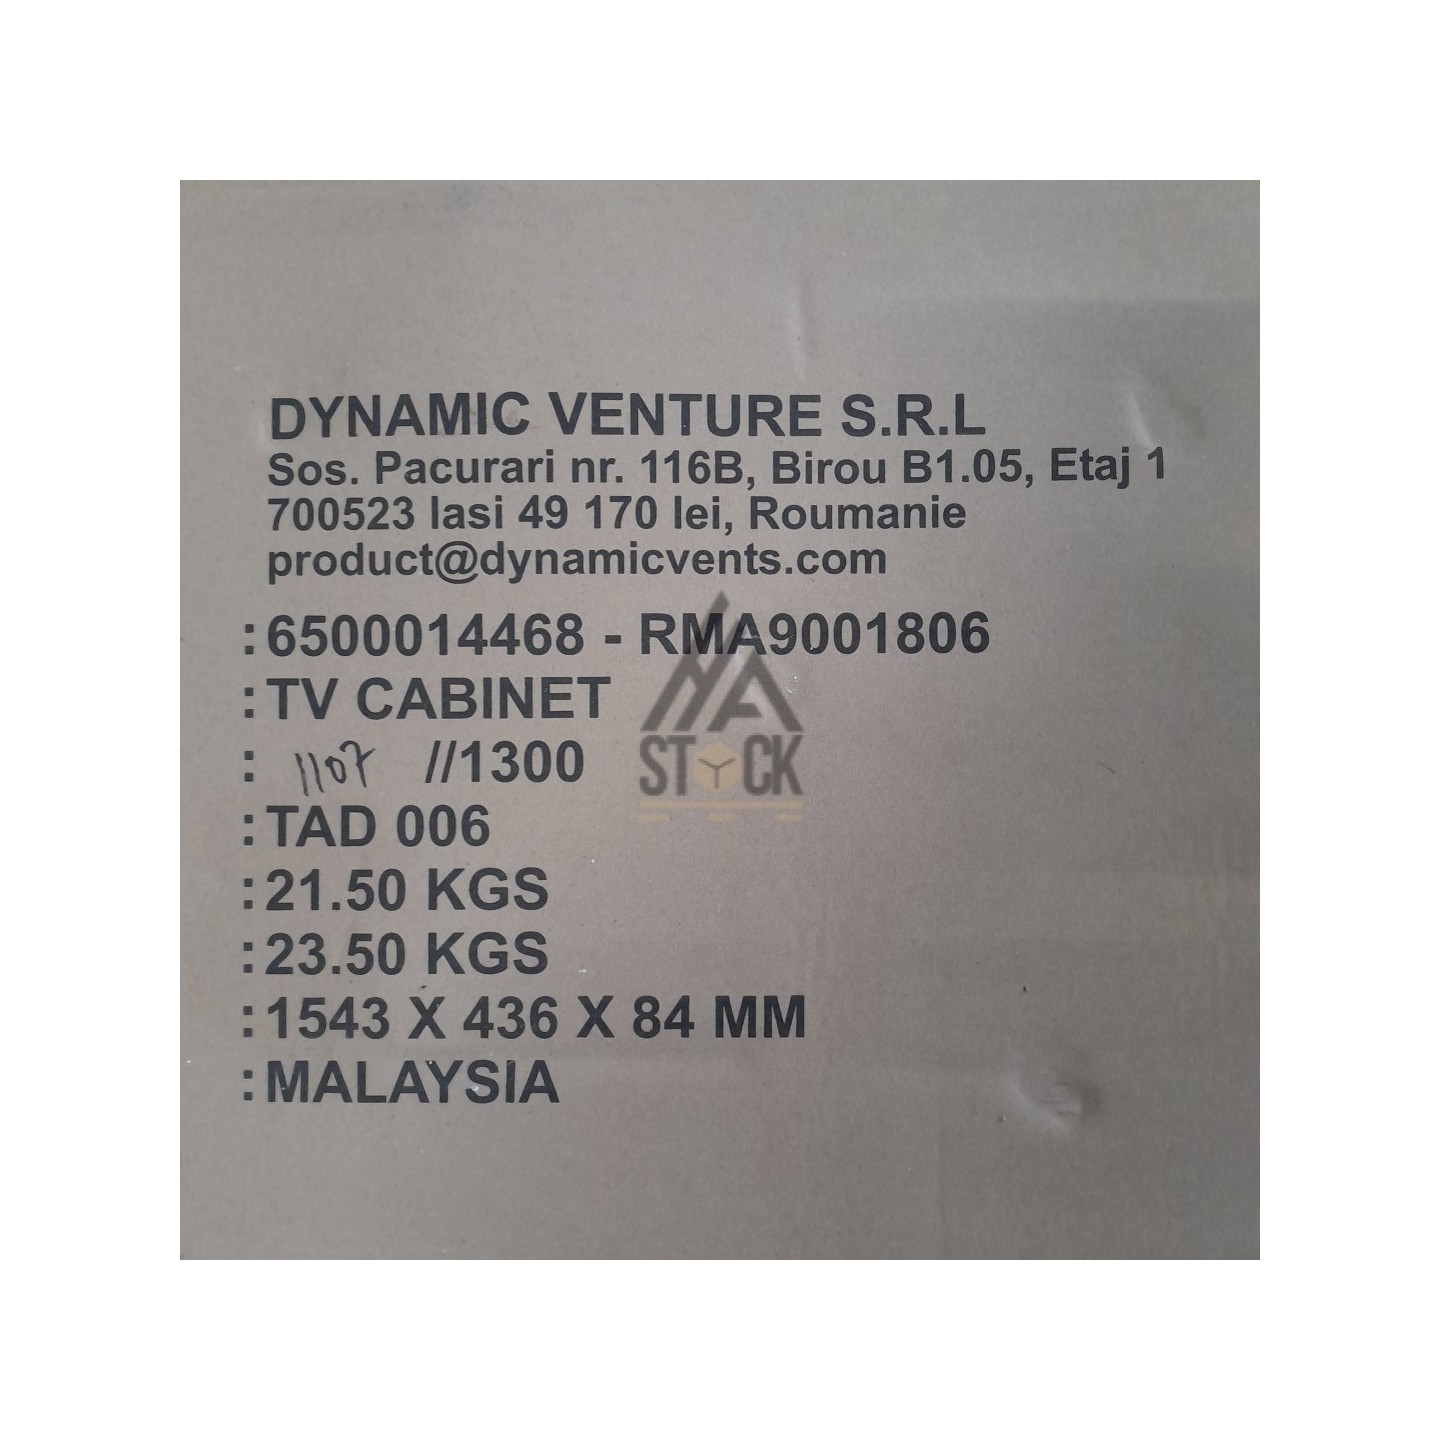 DYNAMIC VENTURE S.R.L
Sos. Pacurari nr. 116B, Birou B1.05, Etaj 1
700523 Iasi 49 170 lei, Roumanie
product@dynamicvents.com
:6500014468 - RMA9001806
:TV CABINET
: 1107 //1300
:TAD 006
:21.50 KGS
:23.50 KGS
:1543 X 436 X 84 MM
:MALAYSIA
STOCK